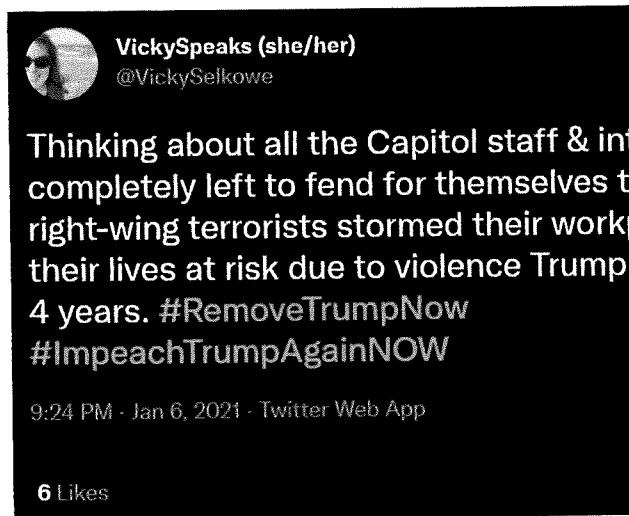 VickySpeaks (she/her)
@VickySelkowe
Thinking about all the Capitol staff & int
completely left to fend for themselves t
right-wing terrorists stormed their work
their lives at risk due to violence Trump
4 years. #RemoveTrumpNow
#ImpeachTrumpAgainNOW
9:24 PM · Jan 6, 2021 · Twitter Web App
6 Likes